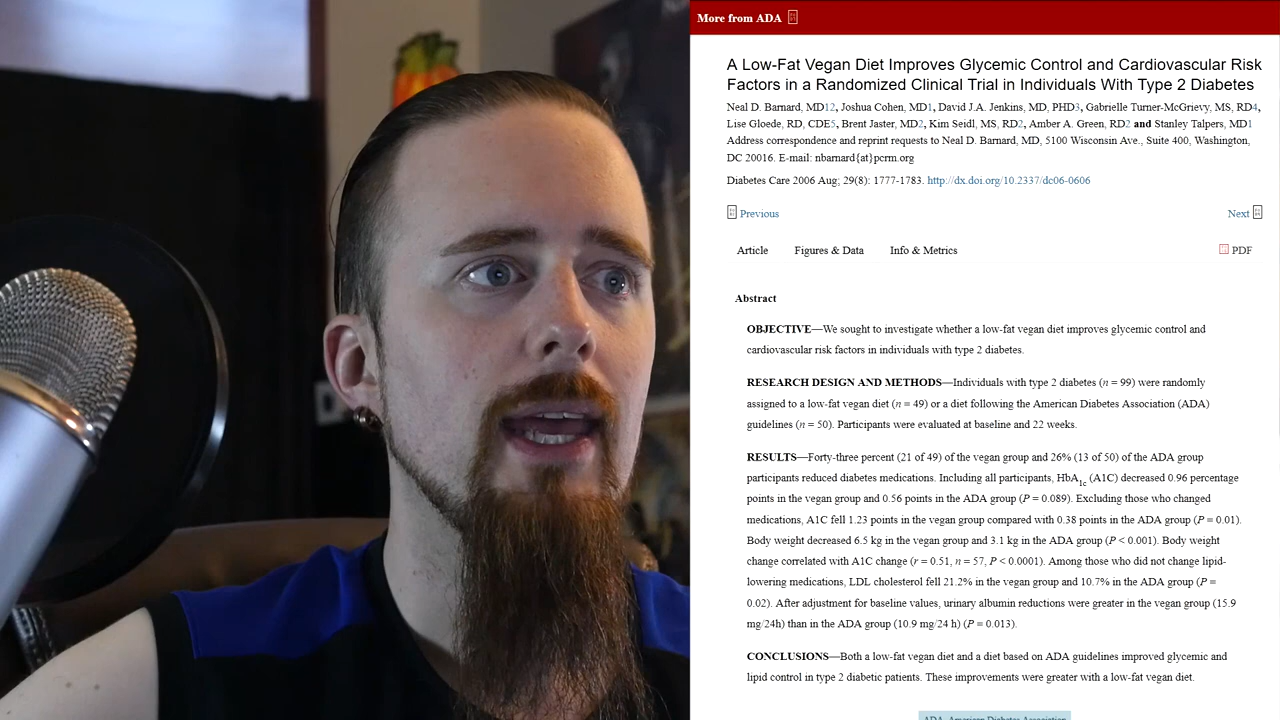 More from ADA
A Low-Fat Vegan Diet Improves Glycemic Control and Cardiovascular Risk
Factors in a Randomized Clinical Trial in Individuals With Type 2 Diabetes
Neal D. Barnard, MD12, Joshua Cohen, MD1, David J.A. Jenkins, MD, PHD3, Gabrielle Turner-McGrievy, MS, RD4,
Lise Gloede, RD, CDE5, Brent Jaster, MD2, Kim Seidl, MS, RD2, Amber A. Green, RD2 and Stanley Talpers, MD1
Address correspondence and reprint requests to Neal D. Barnard, MD, 5100 Wisconsin Ave., Suite 400, Washington,
DC 20016. E-mail: nbarnard{at}pcrm.org
Diabetes Care 2006 Aug; 29(8): 1777-1783. http://dx.doi.org/10.2337/dc06-0606
Previous Next
Article Figures & Data Info & Metrics PDF
Abstract
OBJECTIVE—We sought to investigate whether a low-fat vegan diet improves glycemic control and
cardiovascular risk factors in individuals with type 2 diabetes.
RESEARCH DESIGN AND METHODS—Individuals with type 2 diabetes (n = 99) were randomly
assigned to a low-fat vegan diet (n = 49) or a diet following the American Diabetes Association (ADA)
guidelines (n = 50). Participants were evaluated at baseline and 22 weeks.
RESULTS—Forty-three percent (21 of 49) of the vegan group and 26% (13 of 50) of the ADA group
participants reduced diabetes medications. Including all participants, HbA1c (A1C) decreased 0.96 percentage
points in the vegan group and 0.56 points in the ADA group (P = 0.089). Excluding those who changed
medications, A1C fell 1.23 points in the vegan group compared with 0.38 points in the ADA group (P = 0.01).
Body weight decreased 6.5 kg in the vegan group and 3.1 kg in the ADA group (P < 0.001). Body weight
change correlated with A1C change (r = 0.51, n = 57, P < 0.0001). Among those who did not change lipid-
lowering medications, LDL cholesterol fell 21.2% in the vegan group and 10.7% in the ADA group (P =
0.02). After adjustment for baseline values, urinary albumin reductions were greater in the vegan group (15.9
mg/24h) than in the ADA group (10.9 mg/24 h) (P = 0.013).
CONCLUSIONS—Both a low-fat vegan diet and a diet based on ADA guidelines improved glycemic and
lipid control in type 2 diabetic patients. These improvements were greater with a low-fat vegan diet.
ADA, American Diabetes Association